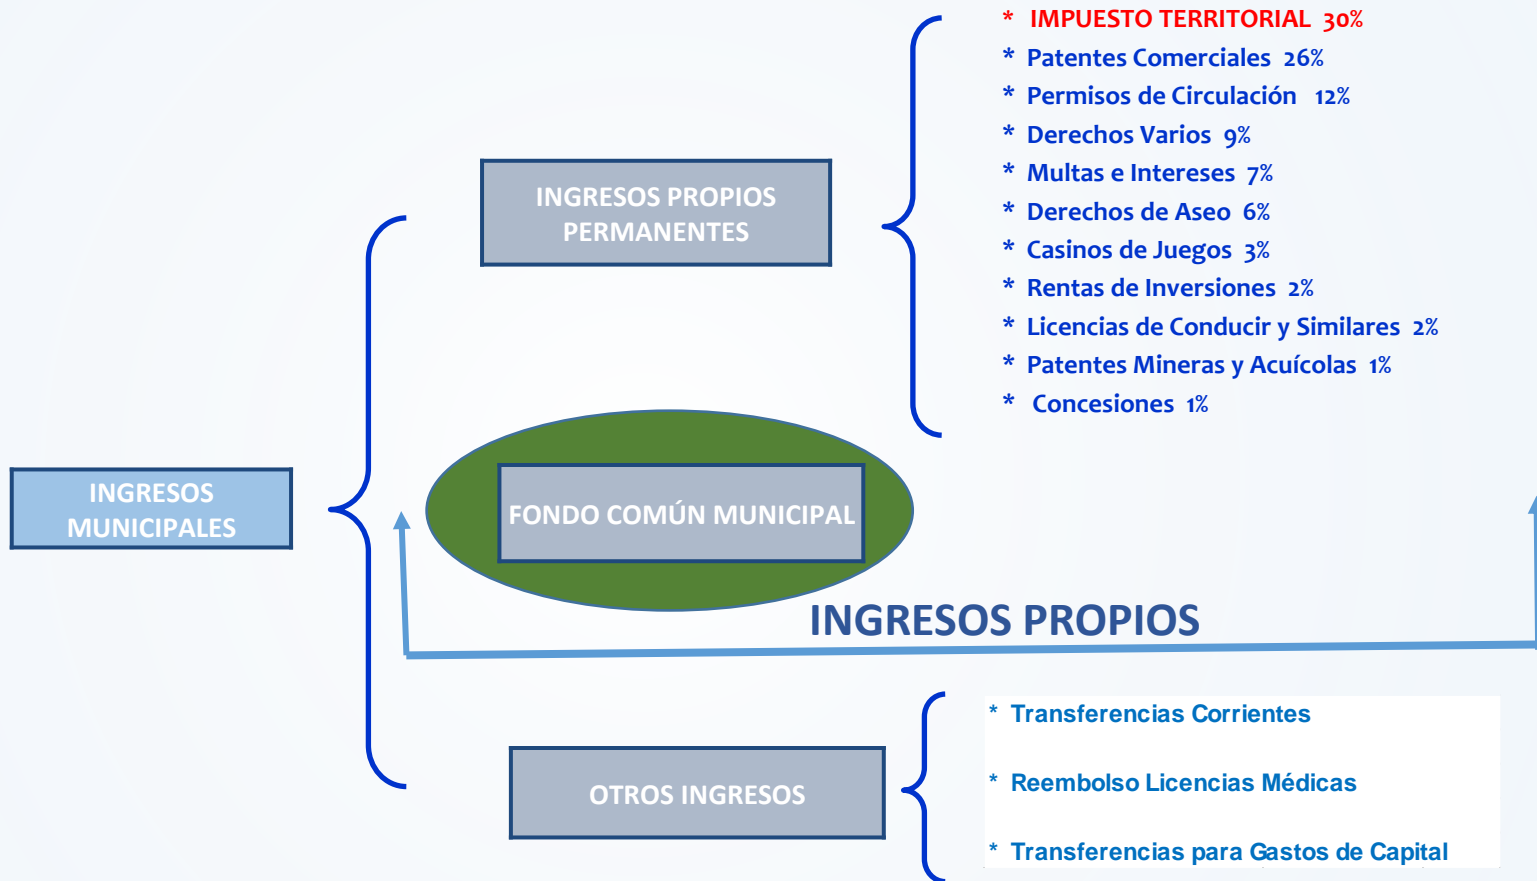 * IMPUESTO TERRITORIAL 30%
* Patentes Comerciales 26%
* Permisos de Circulación 12%
* Derechos Varios 9%
* Multas e Intereses 7%
* Derechos de Aseo 6%
* Casinos de Juegos 3%
* Rentas de Inversiones 2%
* Licencias de Conducir y Similares 2%
* Patentes Mineras y Acuícolas 1%
* Concesiones 1%
INGRESOS PROPIOS
PERMANENTES
INGRESOS
MUNICIPALES
FONDO COMÚN MUNICIPAL
INGRESOS PROPIOS
OTROS INGRESOS
* Transferencias Corrientes
* Reembolso Licencias Médicas
* Transferencias para Gastos de Capital